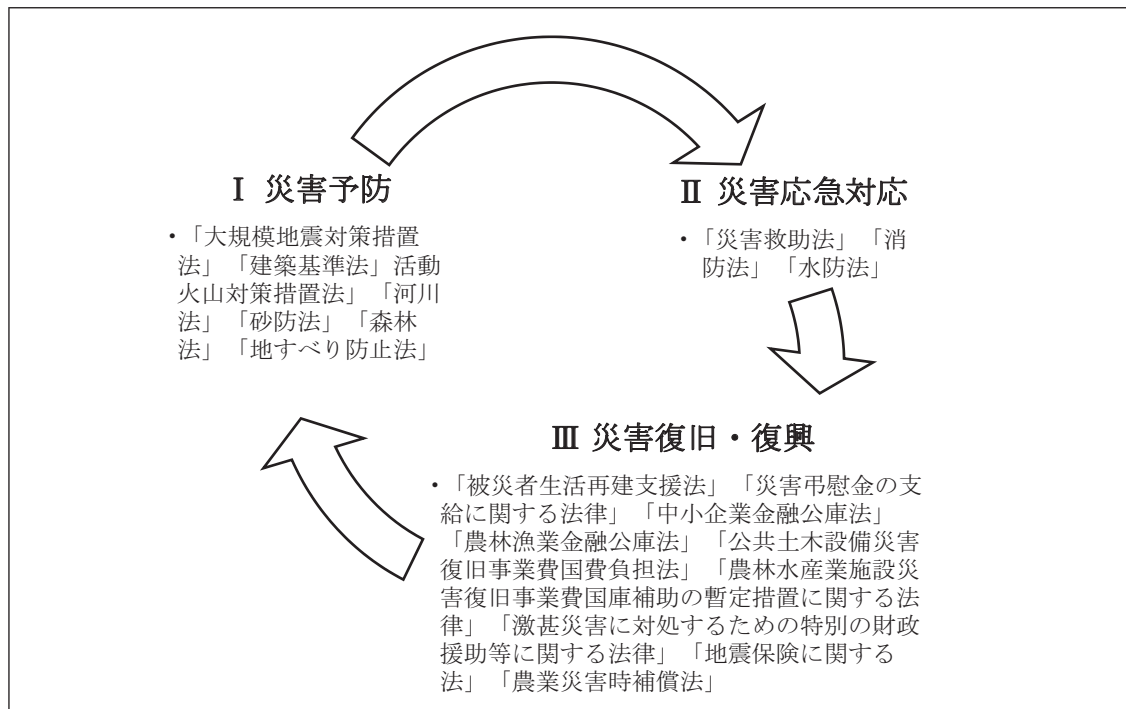 Ⅰ 災害予防
・「大規模地震対策措置
法」「建築基準法」活動
火山対策措置法」「河川
法」「砂防法」「森林
法」「地すべり防止法」
Ⅱ 災害応急対応
・「災害救助法」「消
防法」「水防法」
Ⅲ 災害復旧・復興
・「被災者生活再建支援法」「災害弔慰金の支
給に関する法律」「中小企業金融公庫法」
「農林漁業金融公庫法」「公共土木設備災害
復旧事業費国費負担法」「農林水産業施設災
害復旧事業費国庫補助の暫定措置に関する法
律」「激甚災害に対処するための特別の財政
援助等に関する法律」「地震保険に関する
法」「農業災害時補償法」